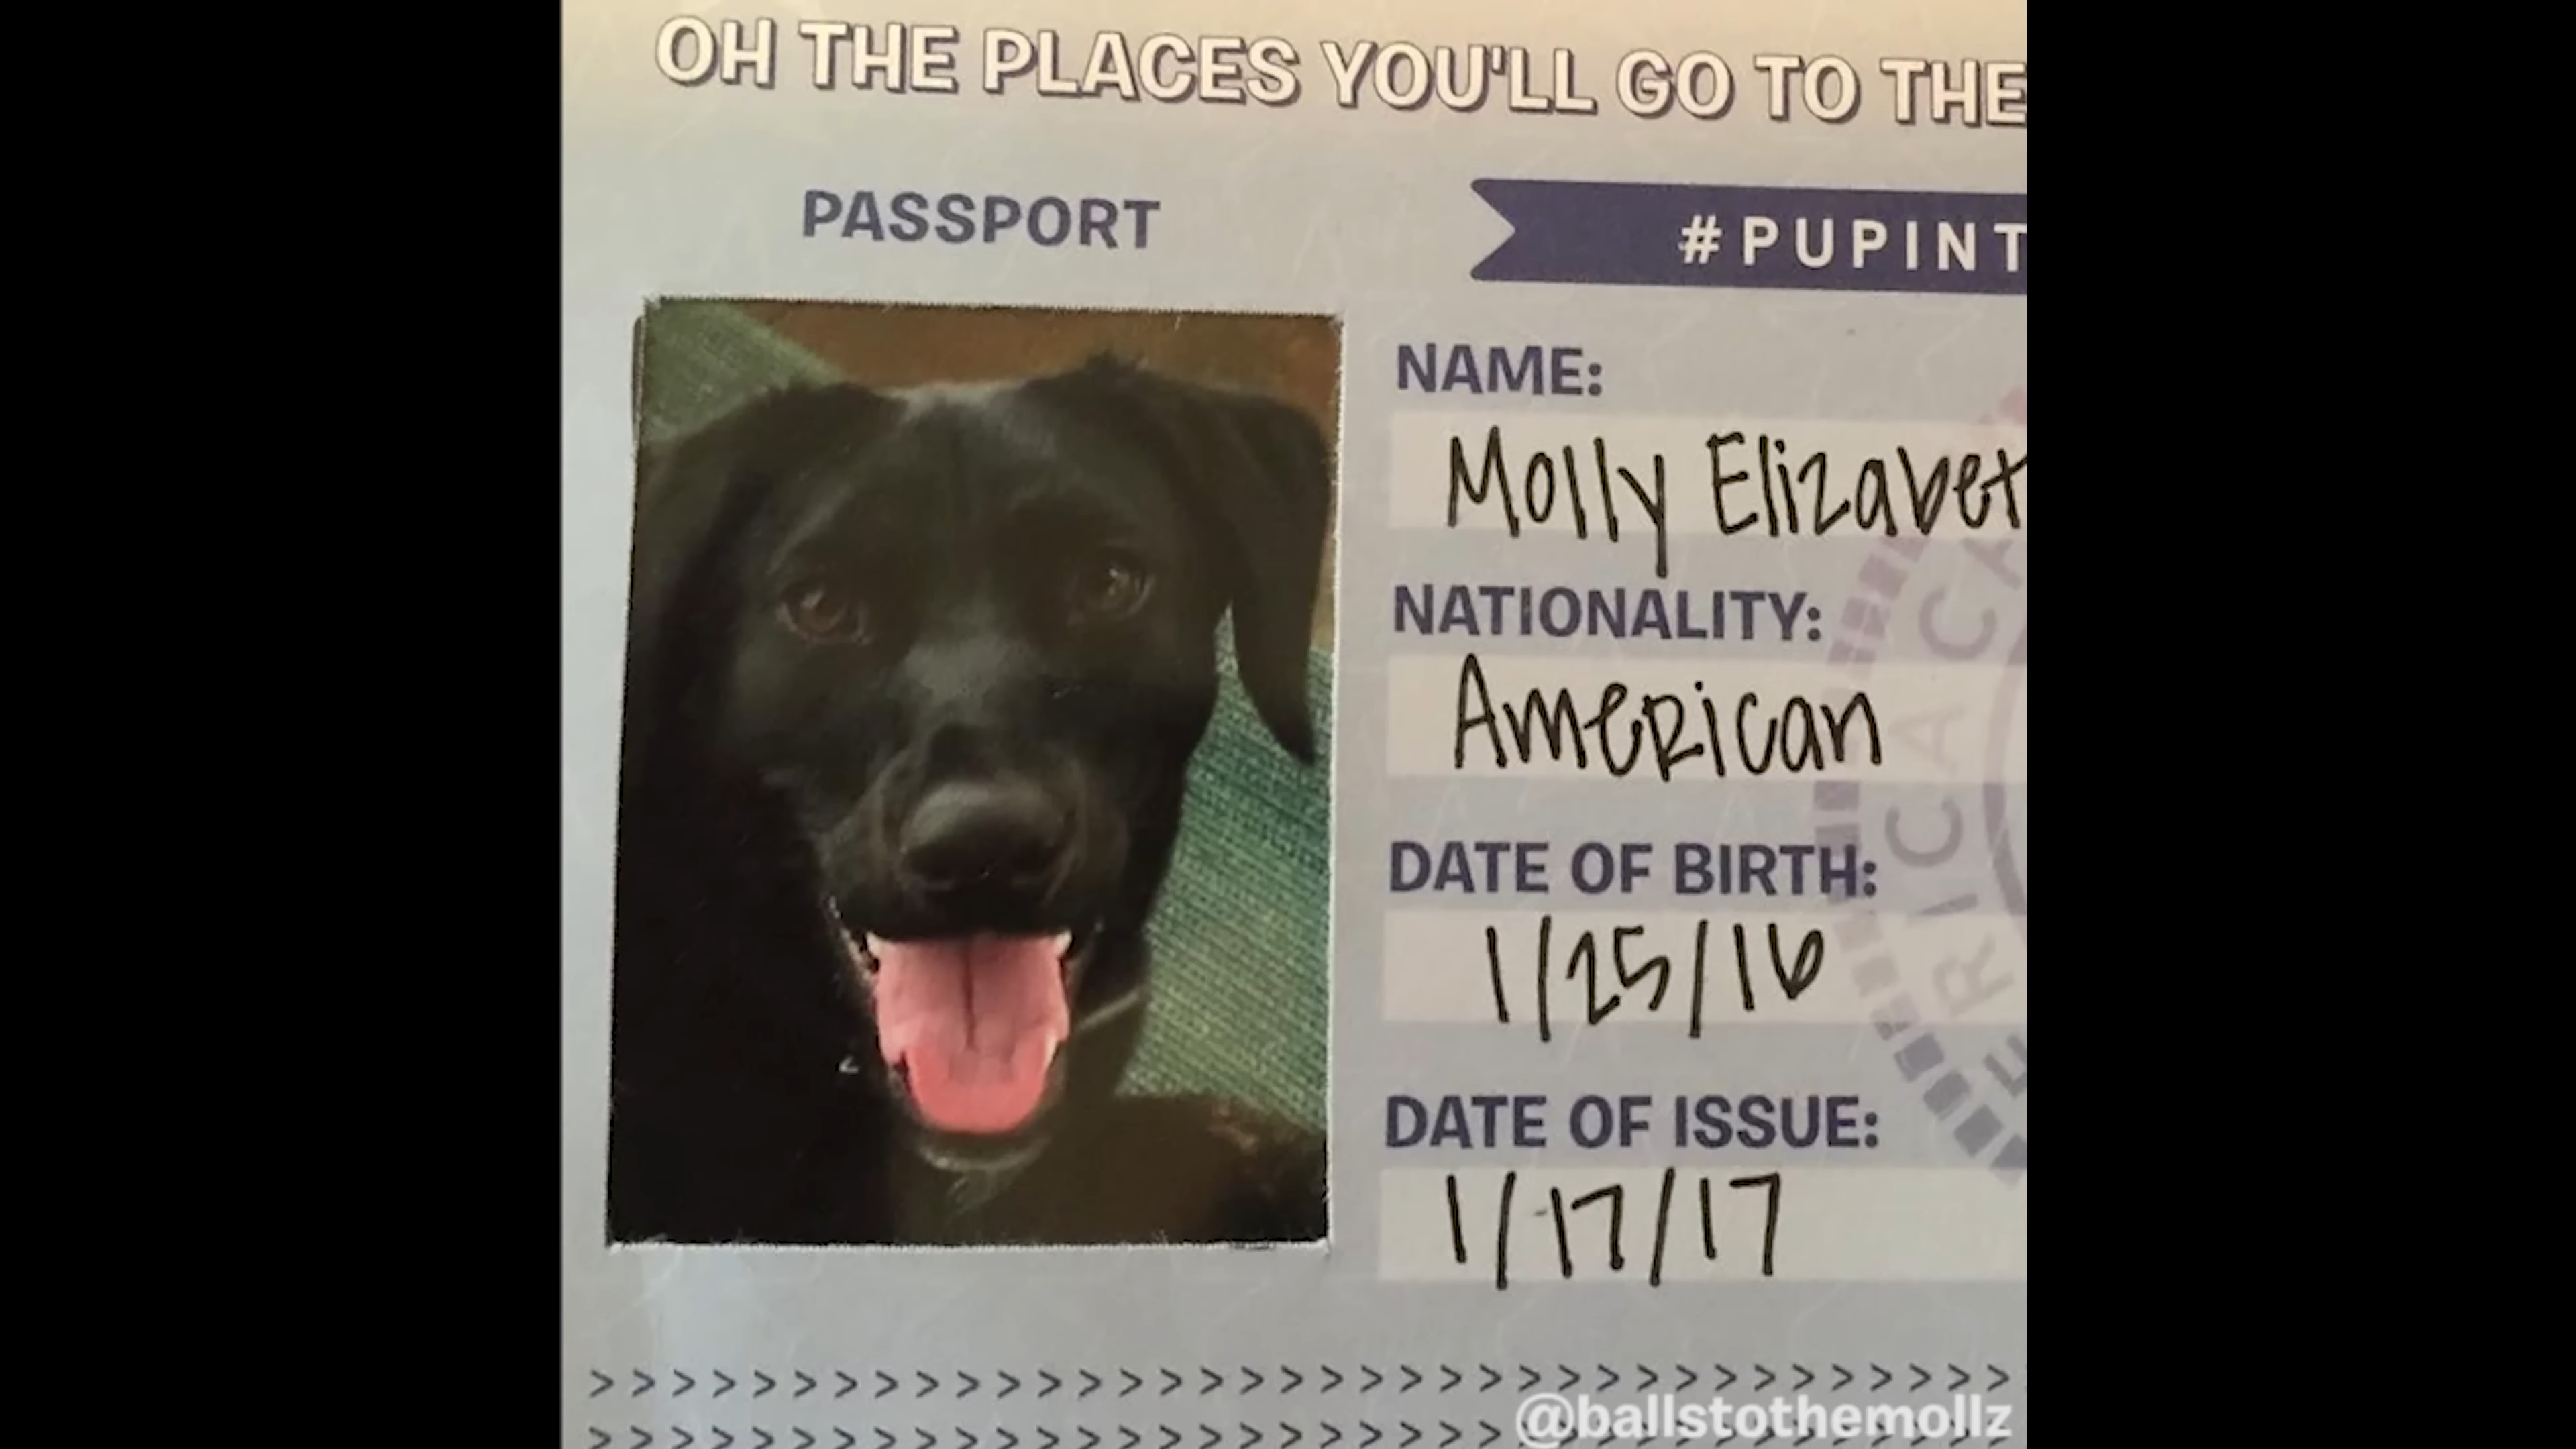 OH THE PLACES YOU'LL GO TO THE
PASSPORT
#PUPINT
NAME:
Molly Elizabet
NATIONALITY:
American
DATE OF BIRTH:
1/25/16
DATE OF ISSUE:
1/17/17
>>>>>>>>>>>>>>>>>>>>>>>>>>>>>>>>>>>
>>>>>>>>>>>>>>>>>>>>>>>
@ballstothemollz